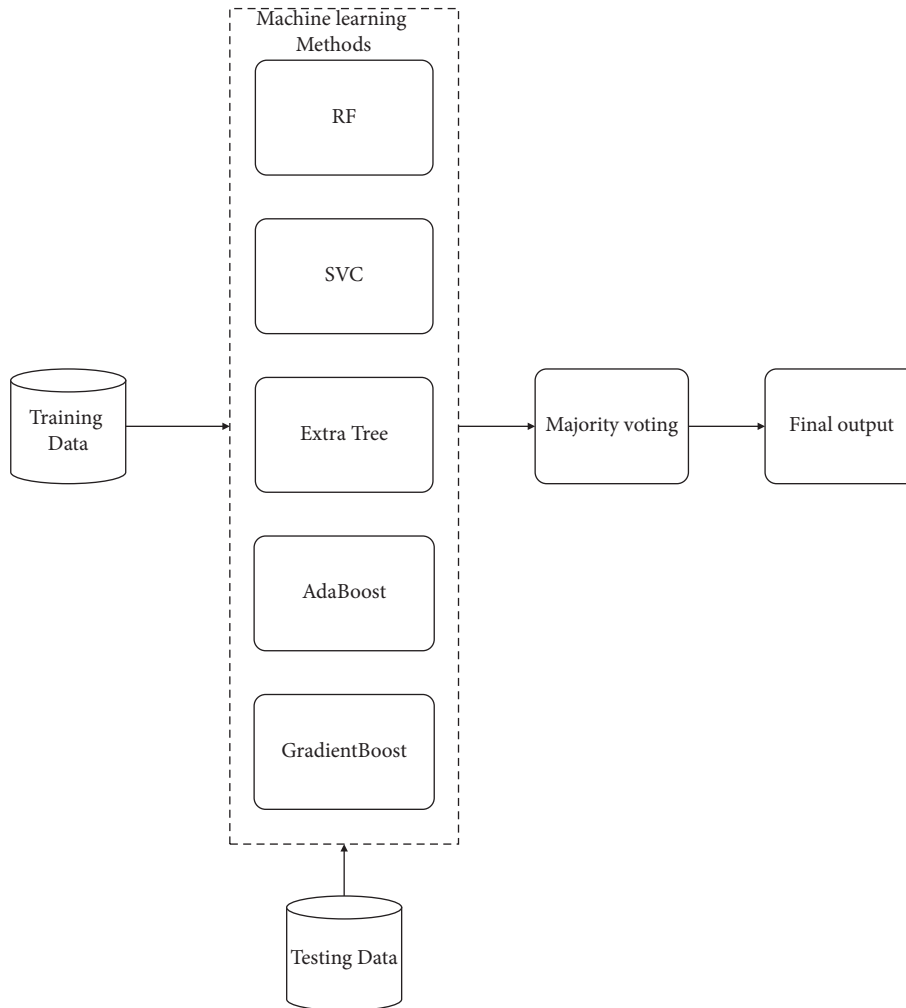 Machine learning
Methods
RF
SVC
Training
Data
Extra Tree
Majority voting
Final output
AdaBoost
GradientBoost
Testing Data